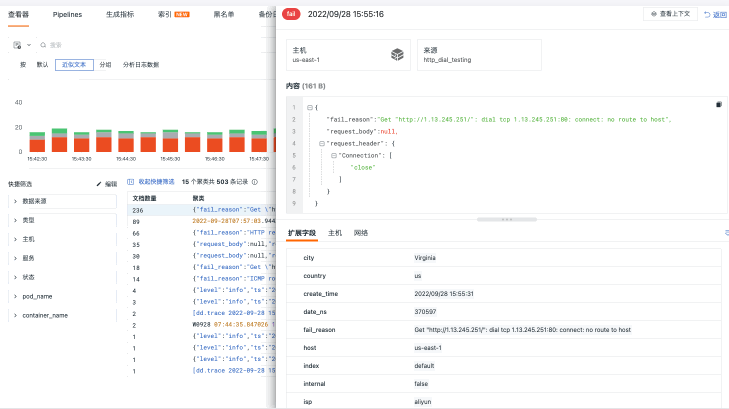 查看器 Pipelines 生成指标 索引 NEW 黑名单 备份日
搜索
按 默认 近似文本 分组 分析日志数据
40
20
0
15:42:30 15:43:30 15:44:30 15:45:30 15:46:30 15:47:30
快捷筛选 编辑
数据来源
类型
主机
服务
状态
pod_name
container_name
收起快捷筛选 15 个聚类共 503 条记录
文档数量 聚类
236 {"fail_reason":"Get \"h
89 2022-09-28T07:57:03.944
66 {"fail_reason":"HTTP re
35 {"request_body":null,"r
30 {"request_body":null,"r
18 {"fail_reason":"Get \"h
14 {"fail_reason":"ICMP ro
4 {"level":"info","ts":"2
3 {"level":"info","ts":"2
2 [dd.trace 2022-09-28 15
2 W0928 07:44:35.847026 1
1 {"level":"info","ts":"2
1 {"level":"info","ts":"2
1 {"level":"info","ts":"2
1 [dd.trace 2022-09-28 15
fail 2022/09/28 15:55:16 查看上下文 返回
主机
us-east-1
来源
http_dial_testing
内容 (161 B)
1 {
2 "fail_reason":"Get \"http://1.13.245.251/\": dial tcp 1.13.245.251:80: connect: no route to host",
3 "request_body":null,
4 "request_header": {
5 "Connection": [
6 "close"
7 ]
8 }
9 }
扩展字段 主机 网络
city Virginia
country us
create_time 2022/09/28 15:55:31
date_ns 370597
fail_reason Get "http://1.13.245.251/": dial tcp 1.13.245.251:80: connect: no route to host
host us-east-1
index default
internal false
isp aliyun